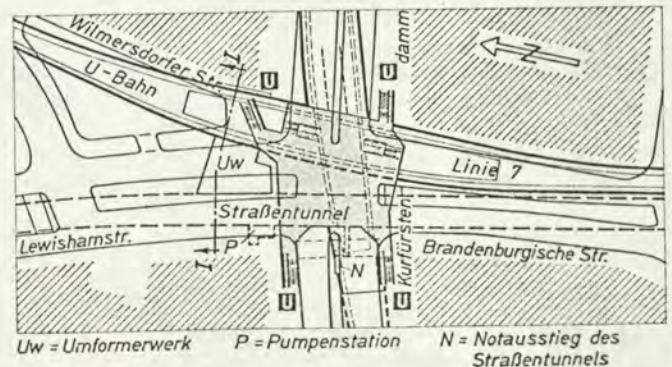 Wilmersdorfer Str.
U-Bahn
I
U
U
damm
N
Linie 7
Uw
Straßentunnel
Lewishamstr.
I
P
N
Kurfürsten
Brandenburgische Str.
U
U
Uw = Umformerwerk P = Pumpenstation N = Notausstieg des
Straßentunnels